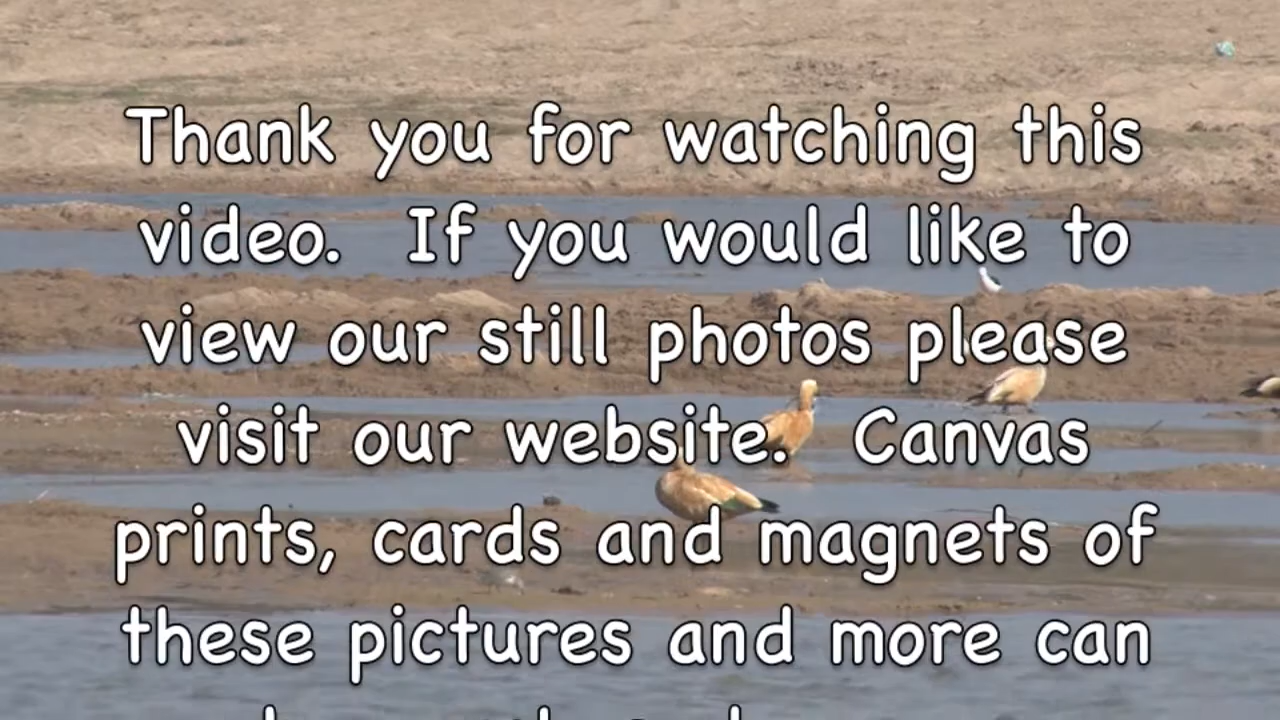 Thank you for watching this
video.  If you would like to
view our still photos please
visit our website.  Canvas
prints, cards and magnets of
these pictures and more can